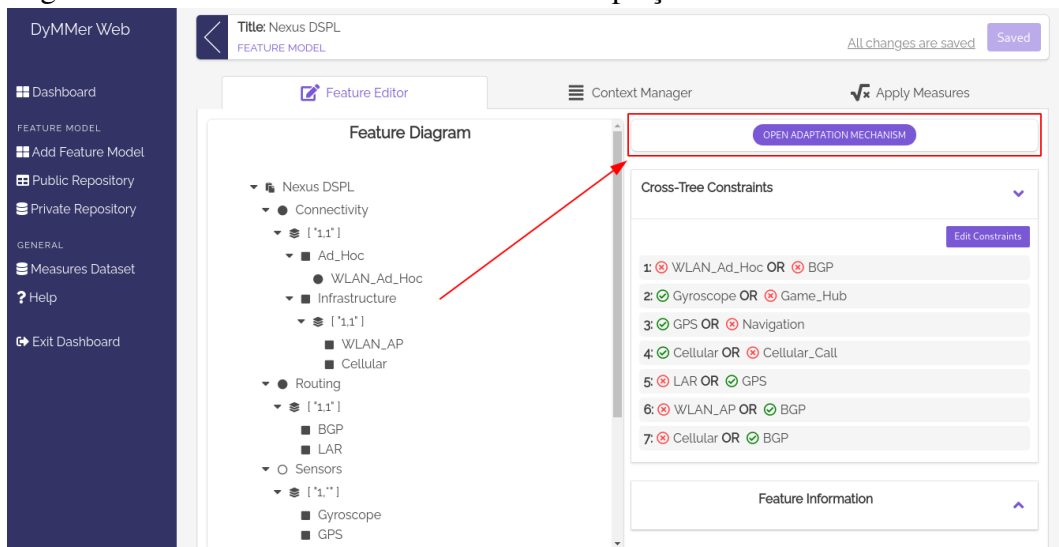 DyMMer Web
Title: Nexus DSPL
FEATURE MODEL
All changes are saved
Saved
Dashboard
FEATURE MODEL
Add Feature Model
Public Repository
Private Repository
GENERAL
Measures Dataset
Help
Exit Dashboard
Feature Editor
Context Manager
Apply Measures
Feature Diagram
Nexus DSPL
Connectivity
["1,1"]
Ad_Hoc
WLAN_Ad_Hoc
Infrastructure
["1,1"]
WLAN_AP
Cellular
Routing
["1,1"]
BGP
LAR
Sensors
["1,*"]
Gyroscope
GPS
OPEN ADAPTATION MECHANISM
Cross-Tree Constraints
Edit Constraints
1: WLAN_Ad_Hoc OR BGP
2: Gyroscope OR Game_Hub
3: GPS OR Navigation
4: Cellular OR Cellular_Call
5: LAR OR GPS
6: WLAN_AP OR BGP
7: Cellular OR BGP
Feature Information